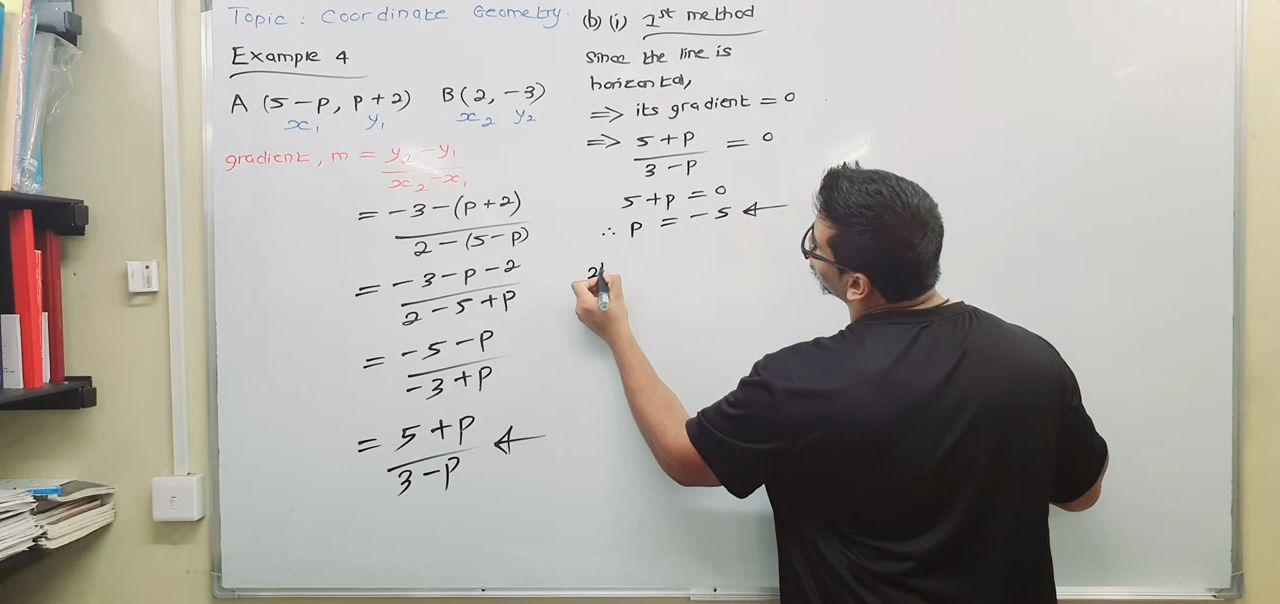 Topic : Coordinate Geometry.
Example 4
A (5-p, p+2) B(2, -3)
x₁ y₁ x₂ y₂
gradient, m = y₂-y₁
x₂-x₁
= -3-(p+2)
2-(5-p)
= -3-p-2
2-5+p
= -5-p
-3+p
= 5+p ←
3-p
(b) (i) 1st method
Since the line is
horizontal,
=> its gradient = 0
=> 5+p = 0
3-p
5+p = 0
∴ p = -5 ←
2